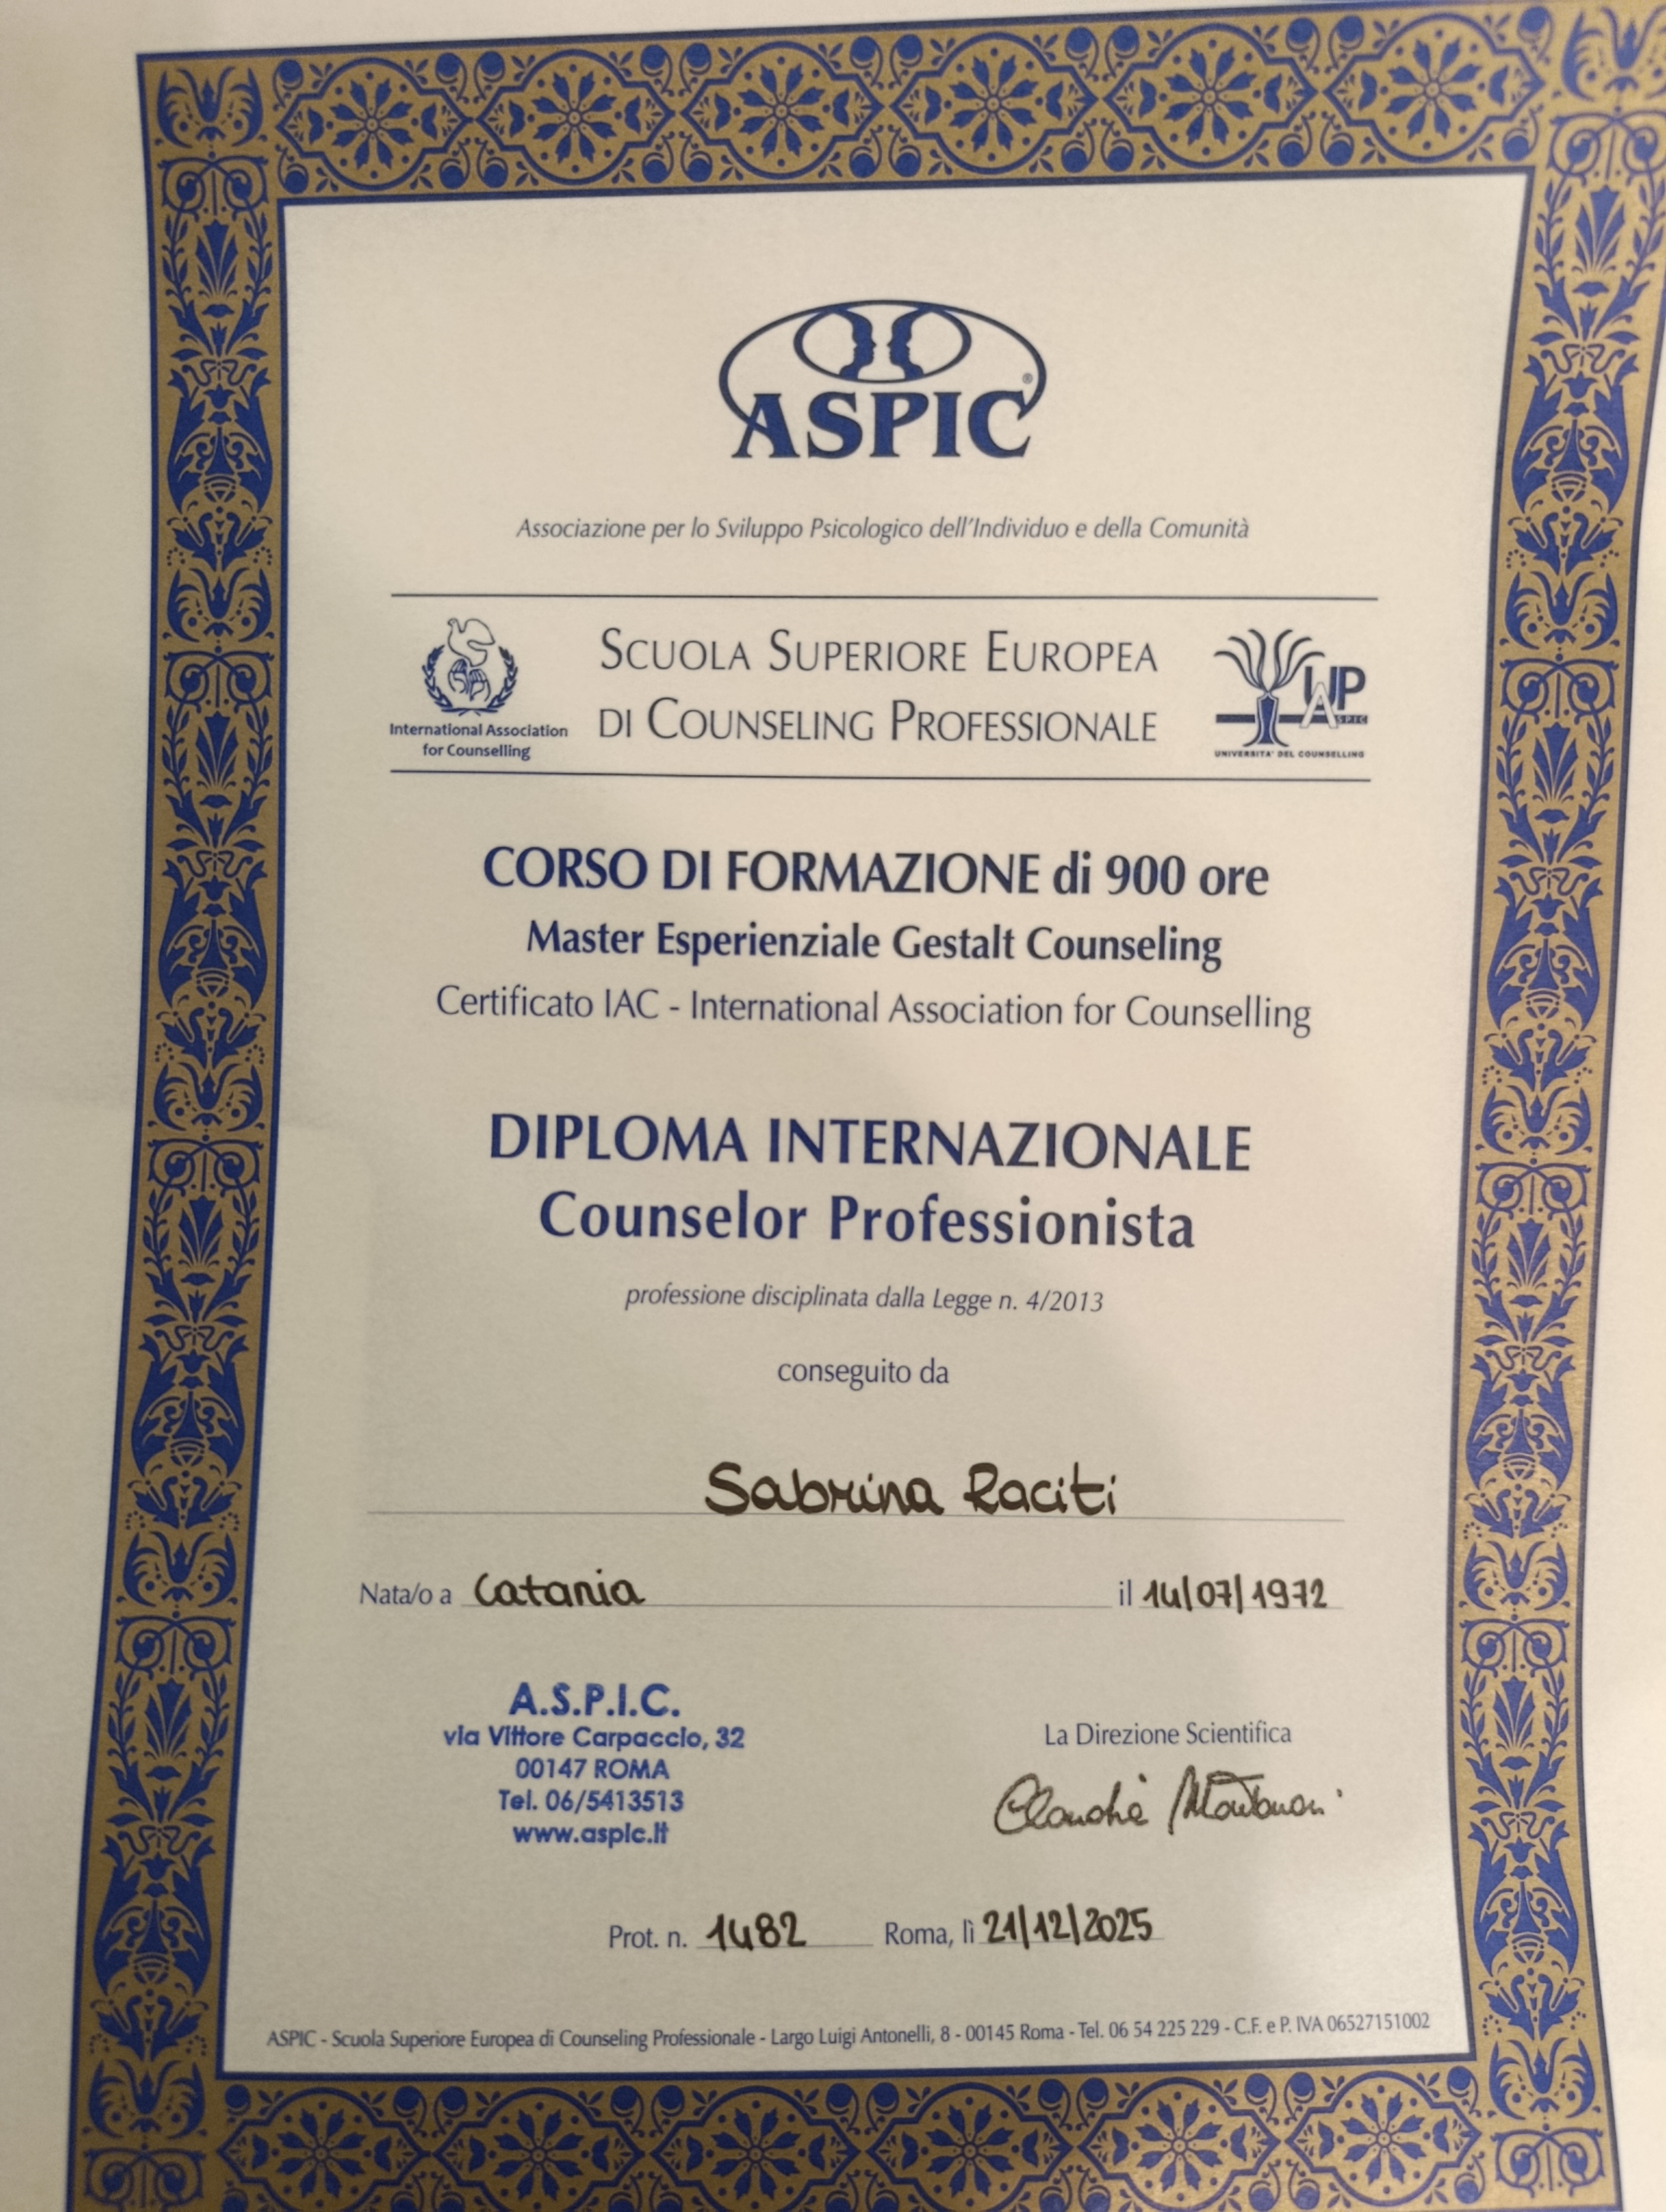 ASPIC®
Associazione per lo Sviluppo Psicologico dell'Individuo e della Comunità
International Association
for Counselling
SCUOLA SUPERIORE EUROPEA
DI COUNSELING PROFESSIONALE
UAP
ASPIC
UNIVERSITA' DEL COUNSELLING
CORSO DI FORMAZIONE di 900 ore
Master Esperienziale Gestalt Counseling
Certificato IAC - International Association for Counselling
DIPLOMA INTERNAZIONALE
Counselor Professionista
professione disciplinata dalla Legge n. 4/2013
conseguito da
Sabrina Raciti
Nata/o a Catania il 14/07/1972
A.S.P.I.C.
via Vittore Carpaccio, 32
00147 ROMA
Tel. 06/5413513
www.aspic.it
La Direzione Scientifica
Prot. n. 1482 Roma, lì 21/12/2025
ASPIC - Scuola Superiore Europea di Counseling Professionale - Largo Luigi Antonelli, 8 - 00145 Roma - Tel. 06 54 225 229 - C.F. e P. IVA 06527151002